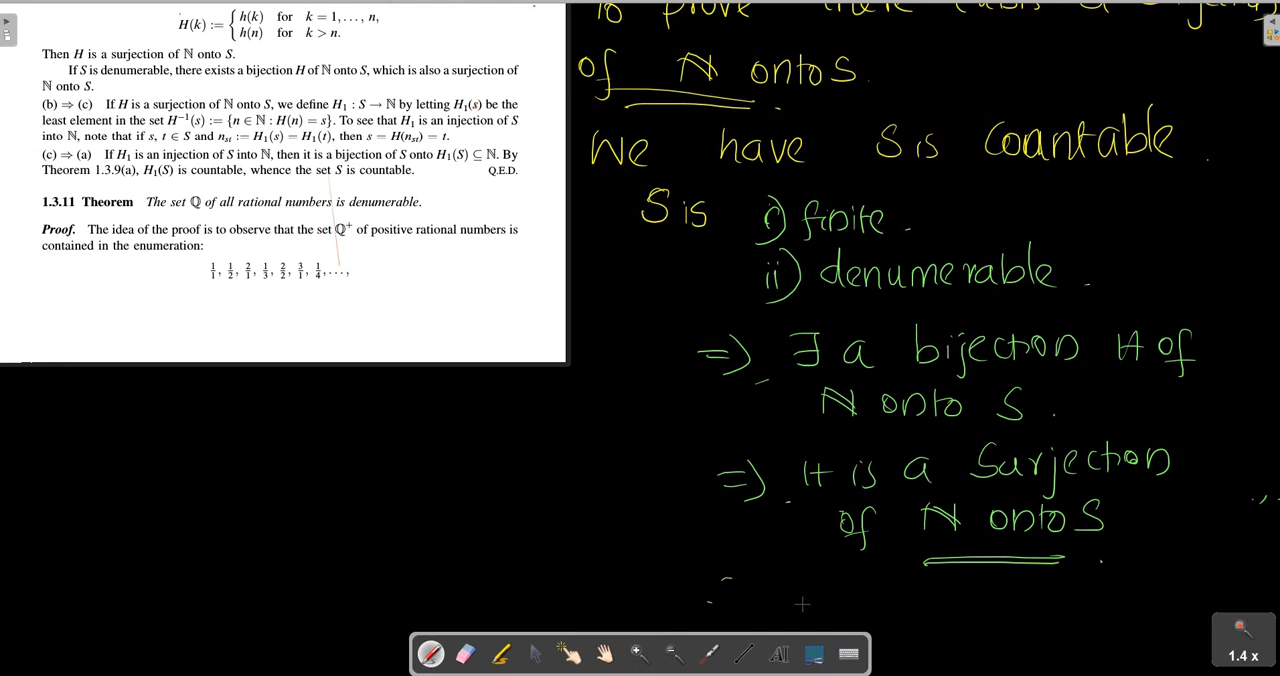 H(k) := { h(k) for k = 1, . . . , n,
h(n) for k > n.
Then H is a surjection of ℕ onto S.
If S is denumerable, there exists a bijection H of ℕ onto S, which is also a surjection of
ℕ onto S.
(b) ⇒ (c) If H is a surjection of ℕ onto S, we define H₁ : S → ℕ by letting H₁(s) be the
least element in the set H⁻¹(s) := {n ∈ ℕ : H(n) = s}. To see that H₁ is an injection of S
into ℕ, note that if s, t ∈ S and nₛₜ := H₁(s) = H₁(t), then s = H(nₛₜ) = t.
(c) ⇒ (a) If H₁ is an injection of S into ℕ, then it is a bijection of S onto H₁(S) ⊆ ℕ. By
Theorem 1.3.9(a), H₁(S) is countable, whence the set S is countable. Q.E.D.
1.3.11 Theorem The set ℚ of all rational numbers is denumerable.
Proof. The idea of the proof is to observe that the set ℚ⁺ of positive rational numbers is
contained in the enumeration:
1/1, 1/2, 2/1, 1/3, 2/2, 3/1, 1/4, . . . ,
To prove there
of ℕ onto S.
We have S is countable.
S is i) finite.
ii) denumerable.
=> ∃ a bijection H of
ℕ onto S.
=> It is a surjection
of ℕ onto S
AI
1.4 x